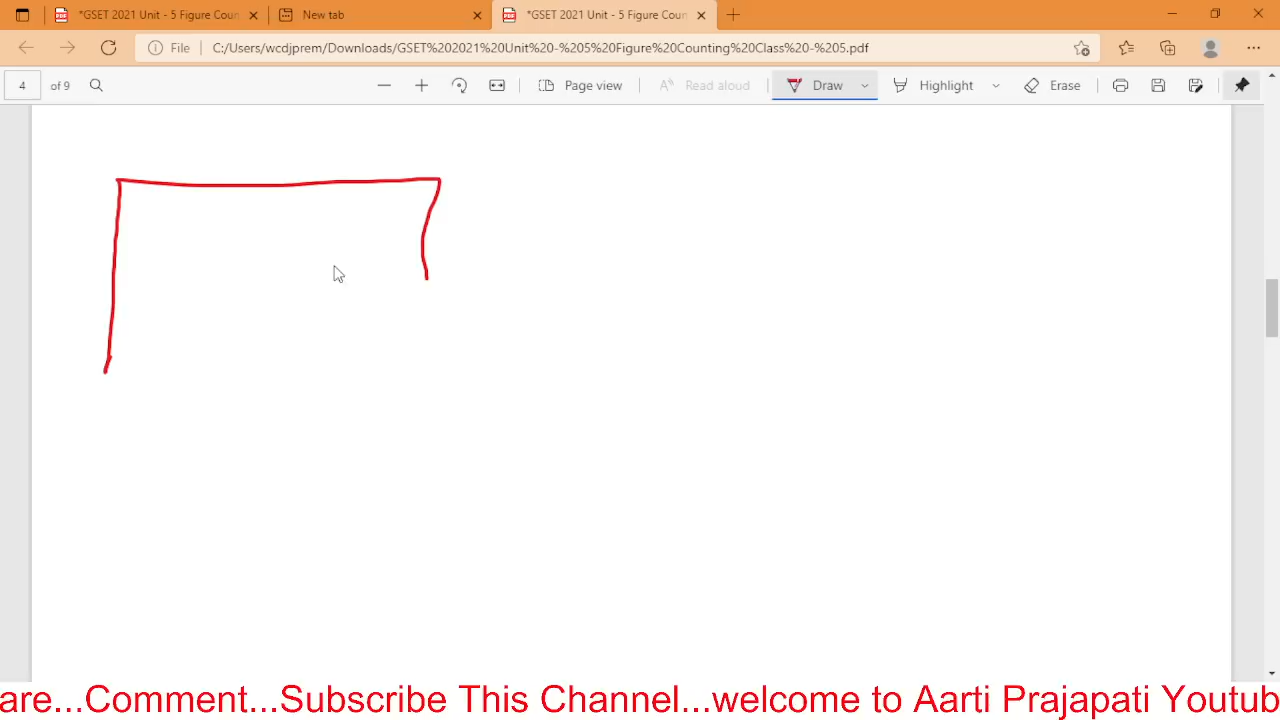 *GSET 2021 Unit - 5 Figure Coun
New tab
*GSET 2021 Unit - 5 Figure Coun
File
C:/Users/wcdjprem/Downloads/GSET%202021%20Unit%20-%205%20Figure%20Counting%20Class%20-%205.pdf
4 of 9
Page view
Read aloud
Draw
Highlight
Erase
are...Comment...Subscribe This Channel...welcome to Aarti Prajapati Youtub